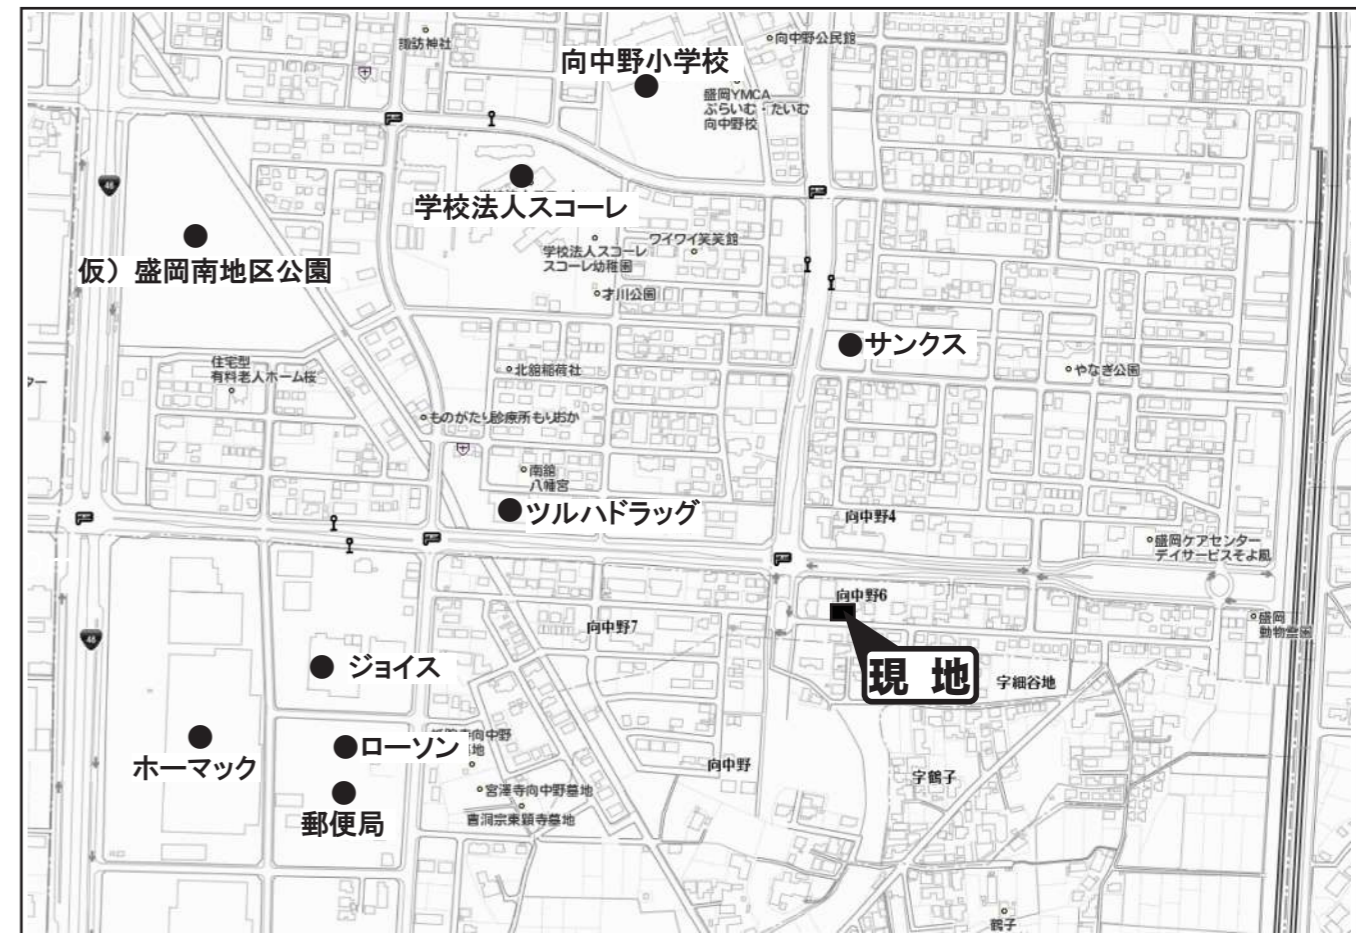 諏訪神社
向中野公民館
向中野小学校
盛岡YMCA
ぷらいむ・たいむ
向中野校
46
学校法人スコーレ
学校法人スコーレ
スコーレ幼稚園
ワイワイ笑笑館
仮）盛岡南地区公園
才川公園
サンクス
住宅型
有料老人ホーム桜
北舘稲荷社
やなぎ公園
ものがたり診療所もりおか
南舘
八幡宮
ツルハドラッグ
向中野4
盛岡ケアセンター
デイサービスそよ風
向中野6
向中野7
盛岡
動物霊園
46
ジョイス
現 地
字細谷地
ホーマック
ローソン
向中野
字鶴子
宮澤寺向中野墓地
郵便局
曹洞宗東顕寺墓地
鶴子